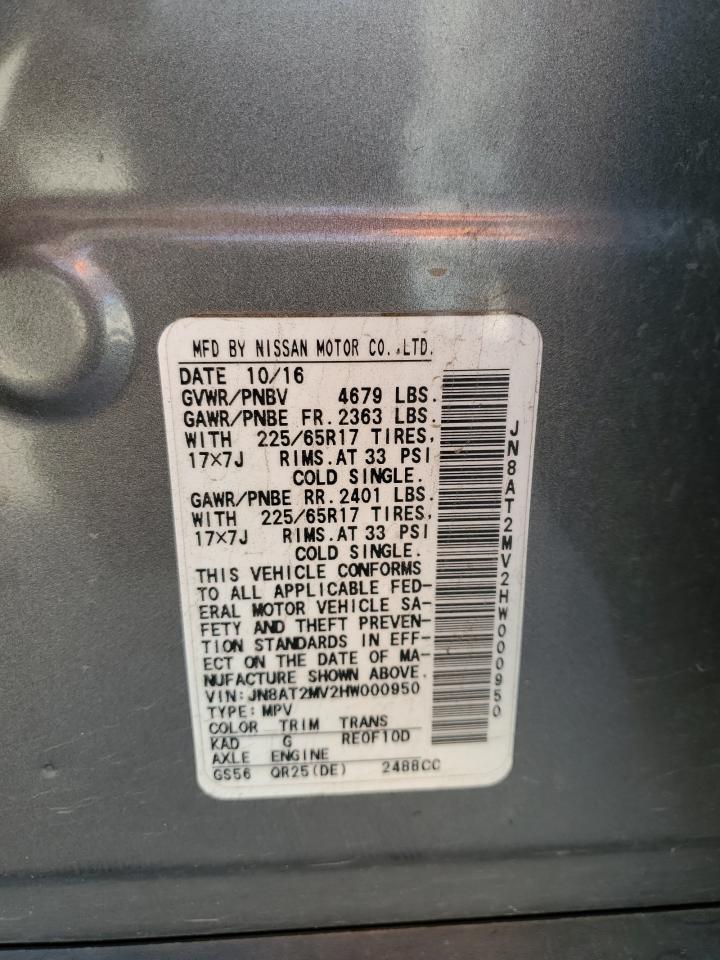 MFD BY NISSAN MOTOR CO.,LTD.
DATE 10/16
GVWR/PNBV 4679 LBS.
GAWR/PNBE FR. 2363 LBS.
WITH 225/65R17 TIRES,
17×7J RIMS. AT 33 PSI
COLD SINGLE.
GAWR/PNBE RR. 2401 LBS.
WITH 225/65R17 TIRES,
17×7J RIMS. AT 33 PSI
COLD SINGLE.
THIS VEHICLE CONFORMS
TO ALL APPLICABLE FED-
ERAL MOTOR VEHICLE SA-
FETY AND THEFT PREVEN-
TION STANDARDS IN EFF-
ECT ON THE DATE OF MA-
NUFACTURE SHOWN ABOVE.
VIN:JN8AT2MV2HW000950
TYPE:MPV
COLOR TRIM TRANS
KAD G RE0F10D
AXLE ENGINE
GS56 QR25(DE) 2488CC
JN8AT2MV2HW000950